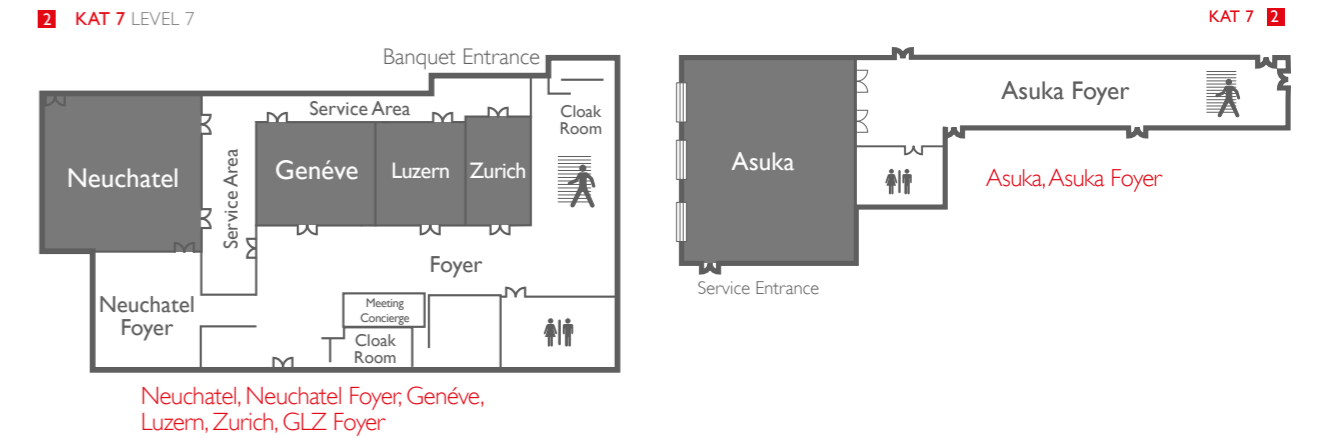 2 KAT 7 LEVEL 7
KAT 7 2
Banquet Entrance
Service Area
Cloak
Room
Neuchatel
Service Area
Genéve
Luzern
Zurich
Foyer
Neuchatel
Foyer
Meeting
Concierge
Cloak
Room
Neuchatel, Neuchatel Foyer, Genéve,
Luzern, Zurich, GLZ Foyer
Asuka Foyer
Asuka
Asuka, Asuka Foyer
Service Entrance